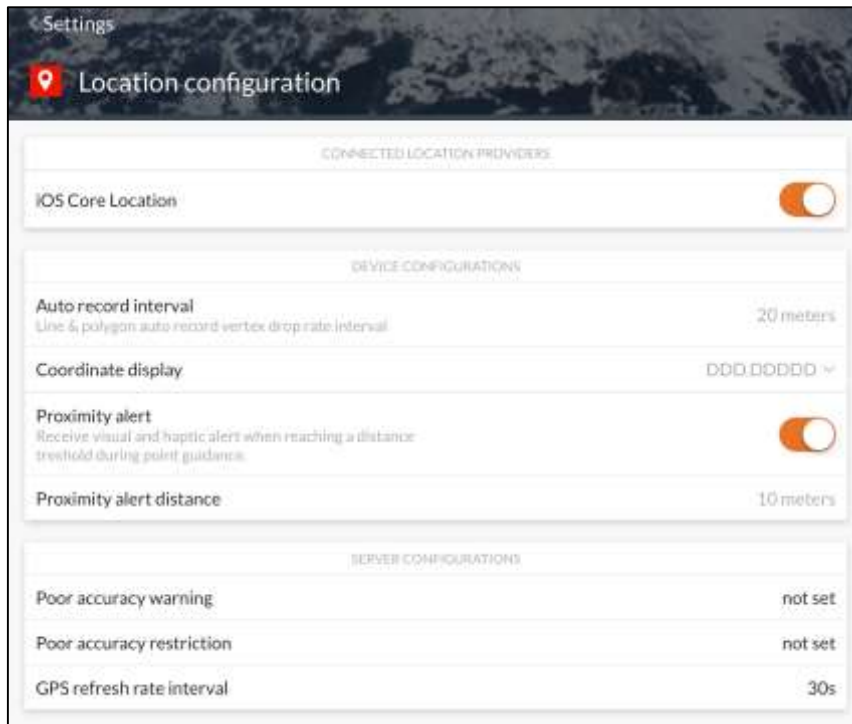 Settings
Location configuration
CONNECTED LOCATION PROVIDERS
iOS Core Location
DEVICE CONFIGURATIONS
Auto record interval
Line & polygon auto record vertex drop rate interval
20 meters
Coordinate display
DDD.DDDDD
Proximity alert
Receive visual and haptic alert when reaching a distance
treshold during point guidance.
Proximity alert distance
10 meters
SERVER CONFIGURATIONS
Poor accuracy warning
not set
Poor accuracy restriction
not set
GPS refresh rate interval
30s